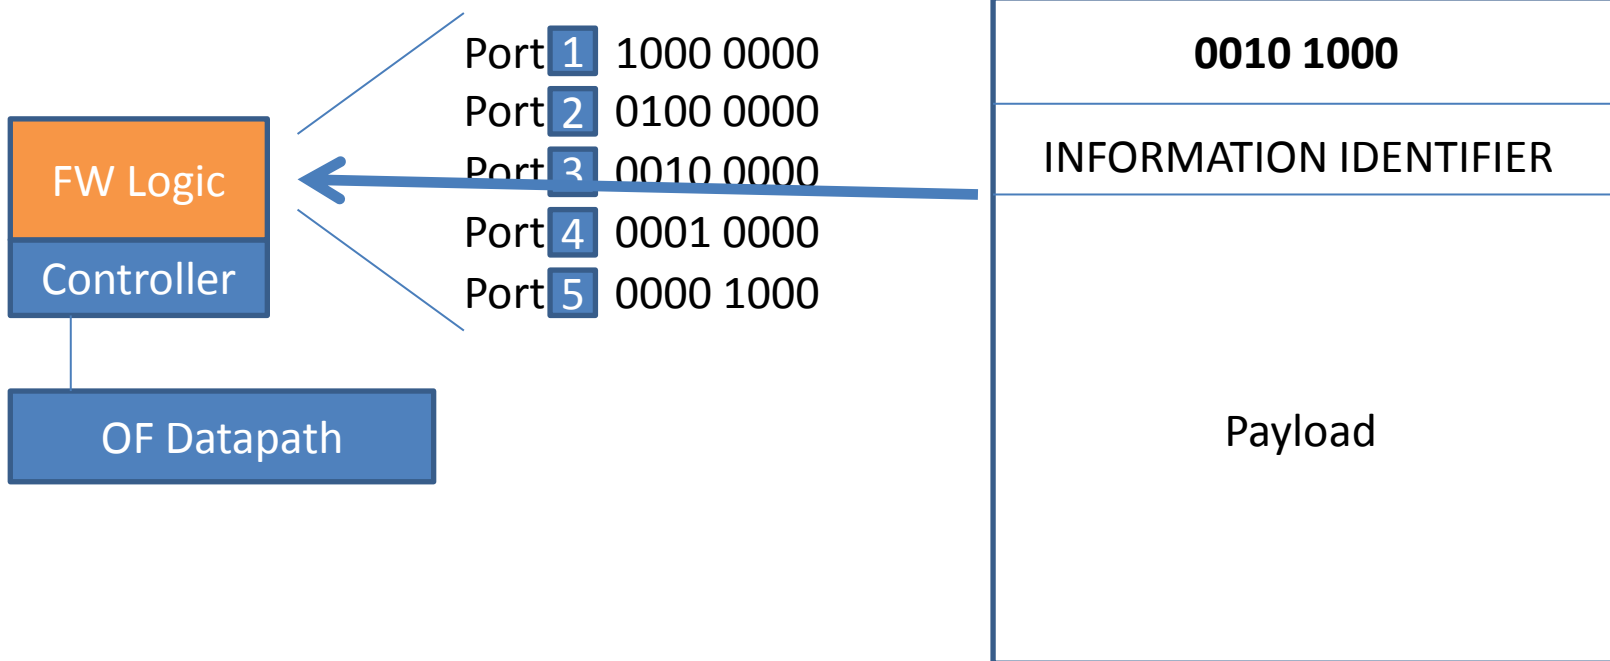 Port 1 1000 0000
Port 2 0100 0000
Port 3 0010 0000
Port 4 0001 0000
Port 5 0000 1000
FW Logic
Controller
OF Datapath
0010 1000
INFORMATION IDENTIFIER
Payload